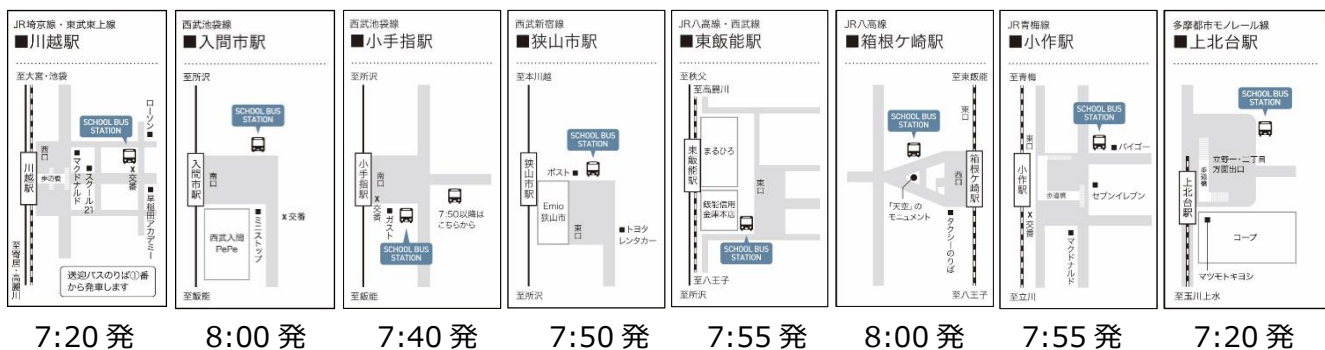 JR埼京線・東武東上線
■川越駅
至大宮・池袋
SCHOOL BUS
STATION
ローソン■
西口
川越駅
歩道橋
■マクドナルド
■スクール21
X交番
■早稲田アカデミー
至寄居・高麗川
送迎バスのりば①番
から発車します
7:20 発
西武池袋線
■入間市駅
至所沢
SCHOOL BUS
STATION
入間市駅
南口
X交番
■ミニストップ
西武入間
PePe
至飯能
8:00 発
西武池袋線
■小手指駅
至所沢
小手指駅
南口
X交番
■ガスト
7:50以降は
こちらから
SCHOOL BUS
STATION
至飯能
7:40 発
西武新宿線
■狭山市駅
至本川越
SCHOOL BUS
STATION
狭山市駅
ポスト■
Emio
狭山市
東口
■トヨタ
レンタカー
至所沢
7:50 発
JR八高線・西武線
■東飯能駅
至秩父
至高麗川
まるひろ
東飯能駅
東口
飯能信用
金庫本店
SCHOOL BUS
STATION
至八王子
至所沢
7:55 発
JR八高線
■箱根ケ崎駅
至東飯能
東口
SCHOOL BUS
STATION
箱根ケ崎駅
西口
「天空」の
モニュメント
■タクシーのりば
至八王子
8:00 発
JR青梅線
■小作駅
至青梅
SCHOOL BUS
STATION
東口
■バイゴー
小作駅
歩道橋
■セブンイレブン
X交番
■マクドナルド
至立川
7:55 発
多摩都市モノレール線
■上北台駅
SCHOOL BUS
STATION
立野一・二丁目
方面出口
歩道橋
上北台駅
コープ
マツモトキヨシ
至玉川上水
7:20 発